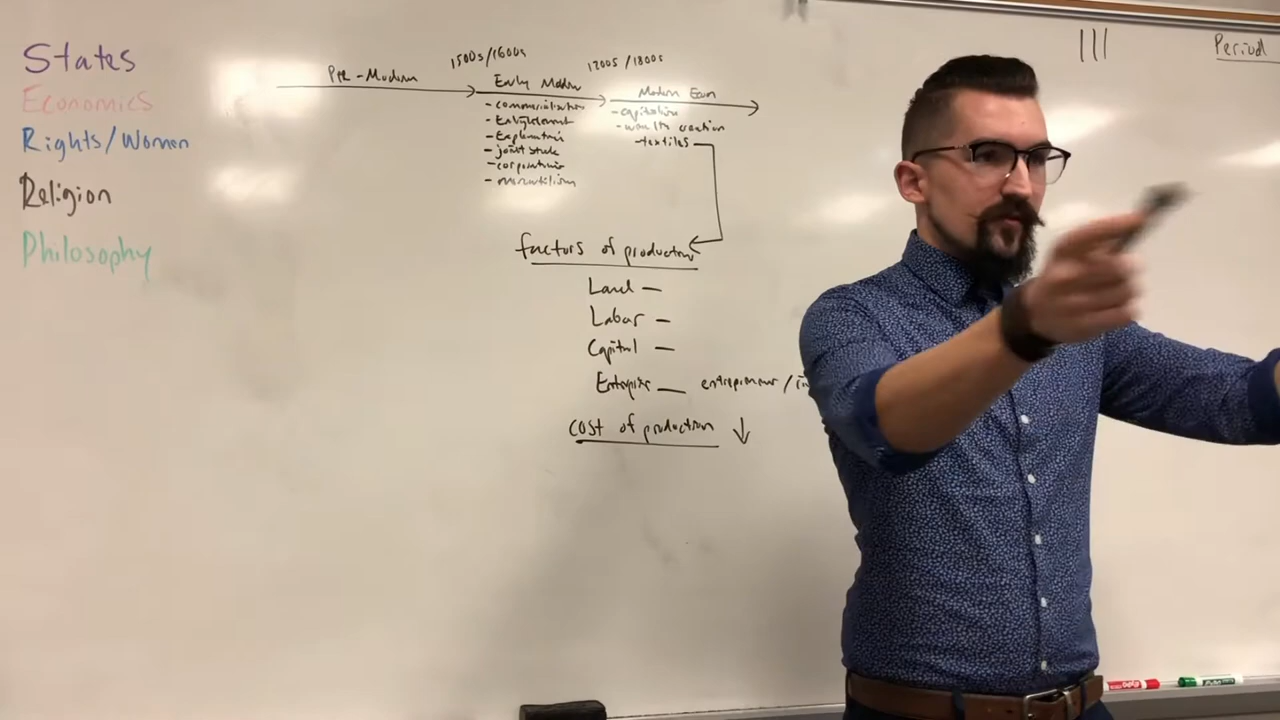 States
Economics
Rights/Women
Religion
Philosophy
Pre-Modern
1500s/1600s
Early Modern
- commercialization
- Enlightenment
- Exploration
- joint stock
- corporations
- mercantilism
/1800s
Modern Econ
- capitalism
- wealth creation
- textiles
factors of production
Land —
Labor —
Capital —
Enterprise — entrepreneur /
cost of production ↓
Period